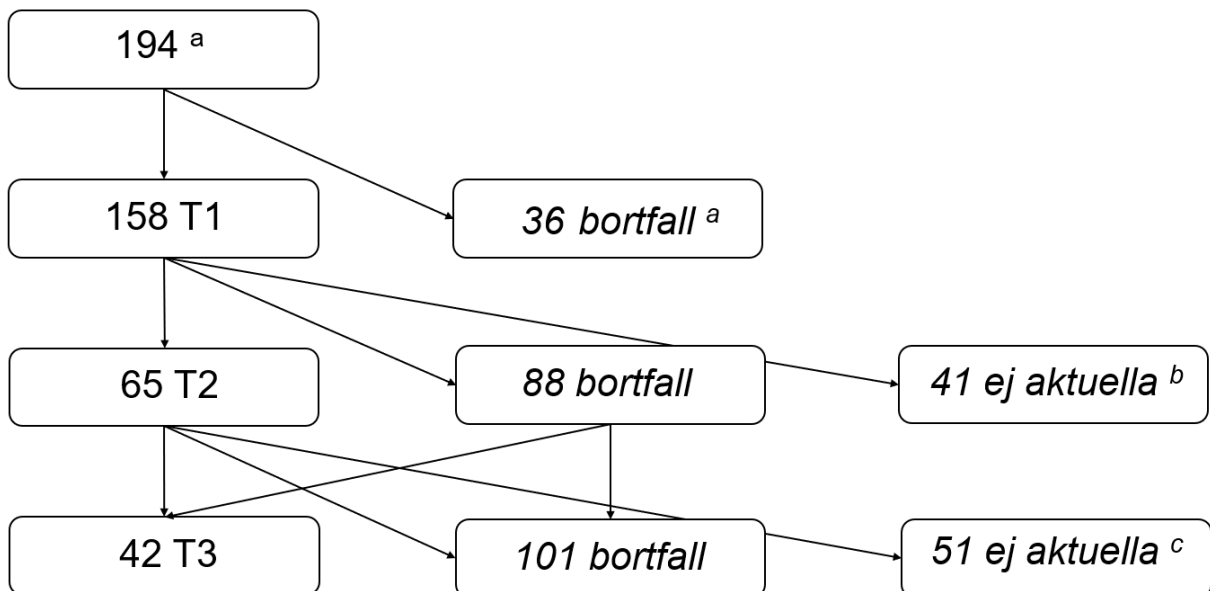 194 a
158 T1
36 bortfall a
65 T2
88 bortfall
41 ej aktuella b
42 T3
101 bortfall
51 ej aktuella c